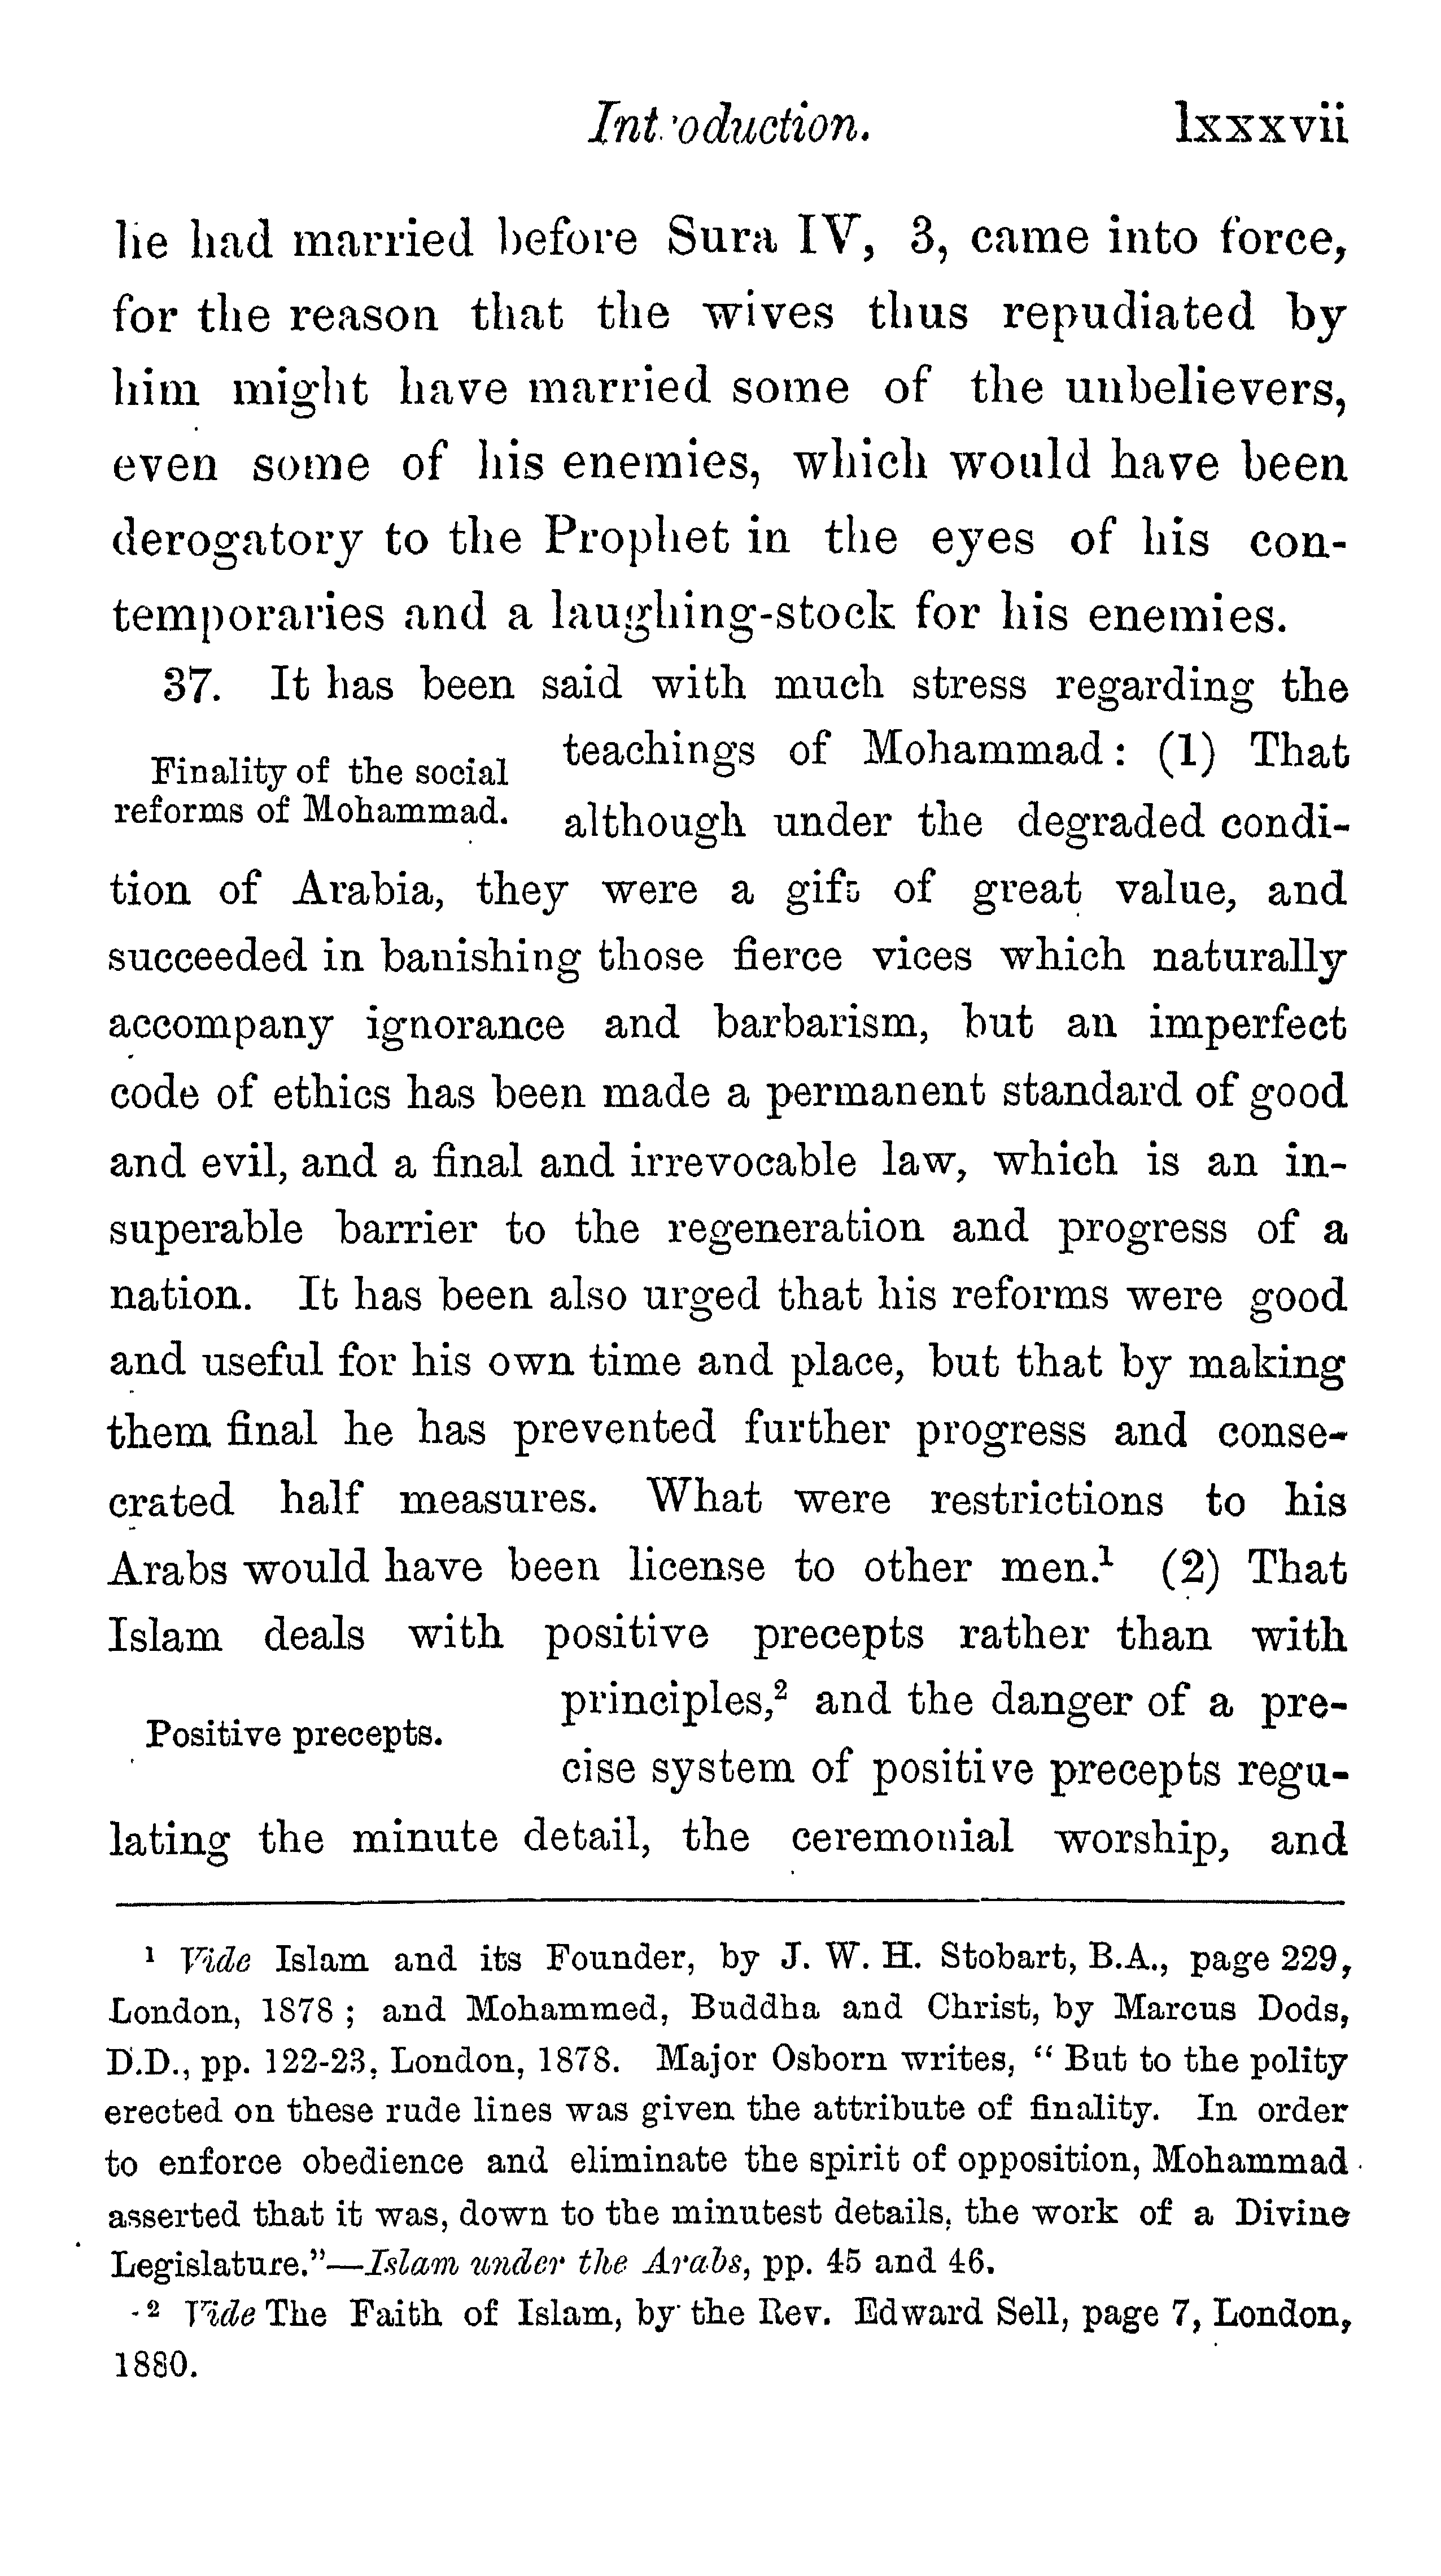 Introduction. lxxxvii
he had married before Sura IV, 3, came into force,
for the reason that the wives thus repudiated by
him might have married some of the unbelievers,
even some of his enemies, which would have been
derogatory to the Prophet in the eyes of his con-
temporaries and a laughing-stock for his enemies.
37. It has been said with much stress regarding the
Finality of the social
reforms of Mohammad.
teachings of Mohammad: (1) That
although under the degraded condi-
tion of Arabia, they were a gift of great value, and
succeeded in banishing those fierce vices which naturally
accompany ignorance and barbarism, but an imperfect
code of ethics has been made a permanent standard of good
and evil, and a final and irrevocable law, which is an in-
superable barrier to the regeneration and progress of a
nation. It has been also urged that his reforms were good
and useful for his own time and place, but that by making
them final he has prevented further progress and conse-
crated half measures. What were restrictions to his
Arabs would have been license to other men.¹ (2) That
Islam deals with positive precepts rather than with
Positive precepts.
principles,² and the danger of a pre-
cise system of positive precepts regu-
lating the minute detail, the ceremonial worship, and
¹ Vide Islam and its Founder, by J. W. H. Stobart, B.A., page 229,
London, 1878; and Mohammed, Buddha and Christ, by Marcus Dods,
D.D., pp. 122-23, London, 1878. Major Osborn writes, "But to the polity
erected on these rude lines was given the attribute of finality. In order
to enforce obedience and eliminate the spirit of opposition, Mohammad
asserted that it was, down to the minutest details, the work of a Divine
Legislature."—Islam under the Arabs, pp. 45 and 46.
² Vide The Faith of Islam, by the Rev. Edward Sell, page 7, London,
1880.